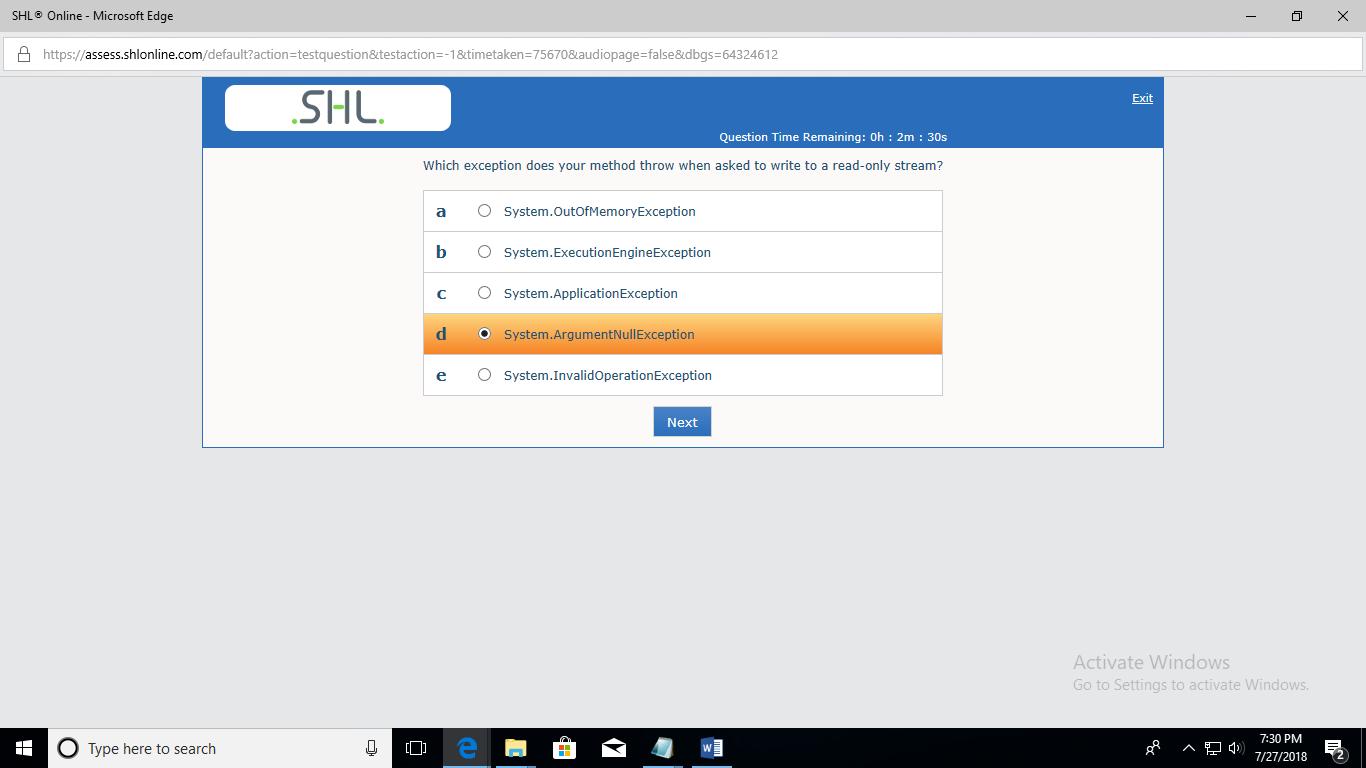 SHL® Online - Microsoft Edge
https://assess.shlonline.com/default?action=testquestion&testaction=-1&timetaken=75670&audiopage=false&dbgs=64324612
.SHL.
Exit
Question Time Remaining: 0h : 2m : 30s
Which exception does your method throw when asked to write to a read-only stream?
a System.OutOfMemoryException
b System.ExecutionEngineException
c System.ApplicationException
d System.ArgumentNullException
e System.InvalidOperationException
Next
Activate Windows
Go to Settings to activate Windows.
Type here to search
7:30 PM
7/27/2018
2